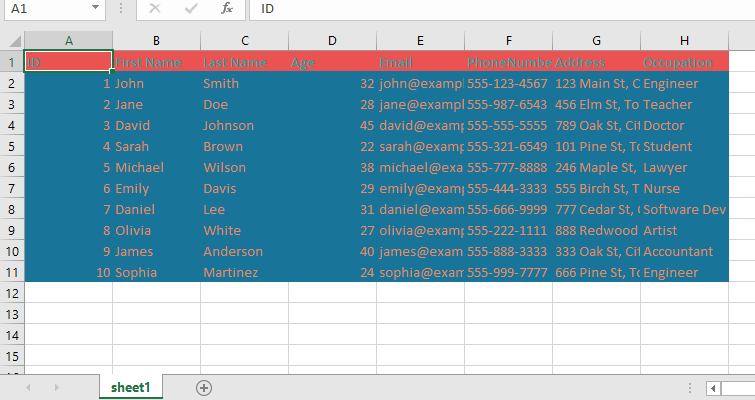 A1 fx ID
A B C D E F G H
1 ID First Name Last Name Age Email PhoneNumbe Address Occupation
2 1 John Smith 32 john@exampl 555-123-4567 123 Main St, C Engineer
3 2 Jane Doe 28 jane@examp 555-987-6543 456 Elm St, To Teacher
4 3 David Johnson 45 david@examp 555-555-5555 789 Oak St, Cit Doctor
5 4 Sarah Brown 22 sarah@examp 555-321-6549 101 Pine St, To Student
6 5 Michael Wilson 38 michael@exa 555-777-8888 246 Maple St, Lawyer
7 6 Emily Davis 29 emily@examp 555-444-3333 555 Birch St, T Nurse
8 7 Daniel Lee 31 daniel@exam 555-666-9999 777 Cedar St, Software Dev
9 8 Olivia White 27 olivia@examp 555-222-1111 888 Redwood Artist
10 9 James Anderson 40 james@exam 555-888-3333 333 Oak St, Cit Accountant
11 10 Sophia Martinez 24 sophia@exam 555-999-7777 666 Pine St, To Engineer
12
13
14
15
sheet1